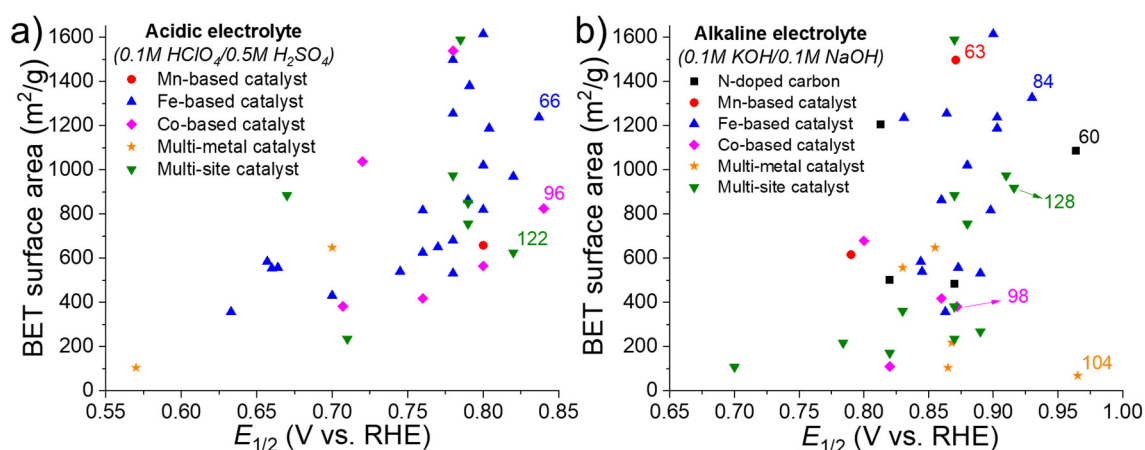 a)
Acidic electrolyte
(0.1M HClO₄/0.5M H₂SO₄)
Mn-based catalyst
Fe-based catalyst
Co-based catalyst
Multi-metal catalyst
Multi-site catalyst
66
96
122
BET surface area (m²/g)
1600
1400
1200
1000
800
600
400
200
0
0.55 0.60 0.65 0.70 0.75 0.80 0.85
E₁/₂ (V vs. RHE)
b)
Alkaline electrolyte
(0.1M KOH/0.1M NaOH)
N-doped carbon
Mn-based catalyst
Fe-based catalyst
Co-based catalyst
Multi-metal catalyst
Multi-site catalyst
63
84
60
128
98
104
BET surface area (m²/g)
1600
1400
1200
1000
800
600
400
200
0
0.65 0.70 0.75 0.80 0.85 0.90 0.95 1.00
E₁/₂ (V vs. RHE)